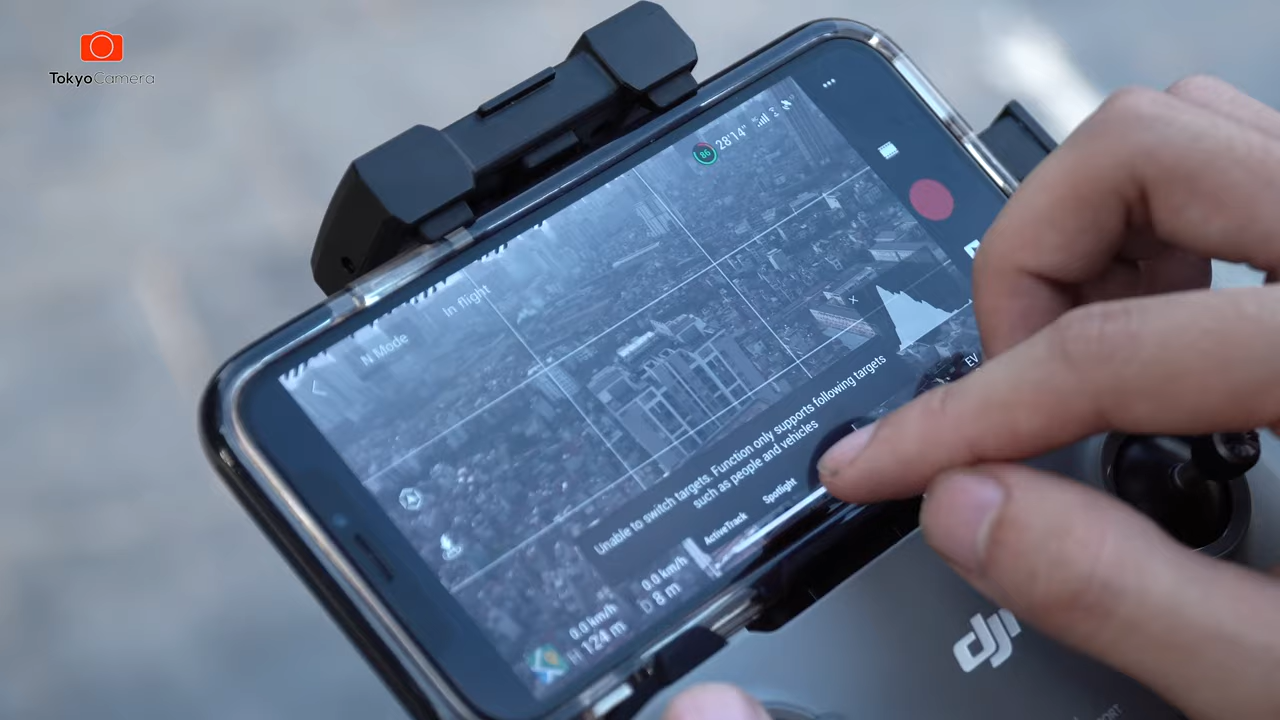 TokyoCamera
86
28'14"
N Mode
In flight
EV
Unable to switch targets. Function only supports following targets
such as people and vehicles
ActiveTrack
Spotlight
0.0 km/h
0.0 km/h
H 124 m
D 8 m
dji